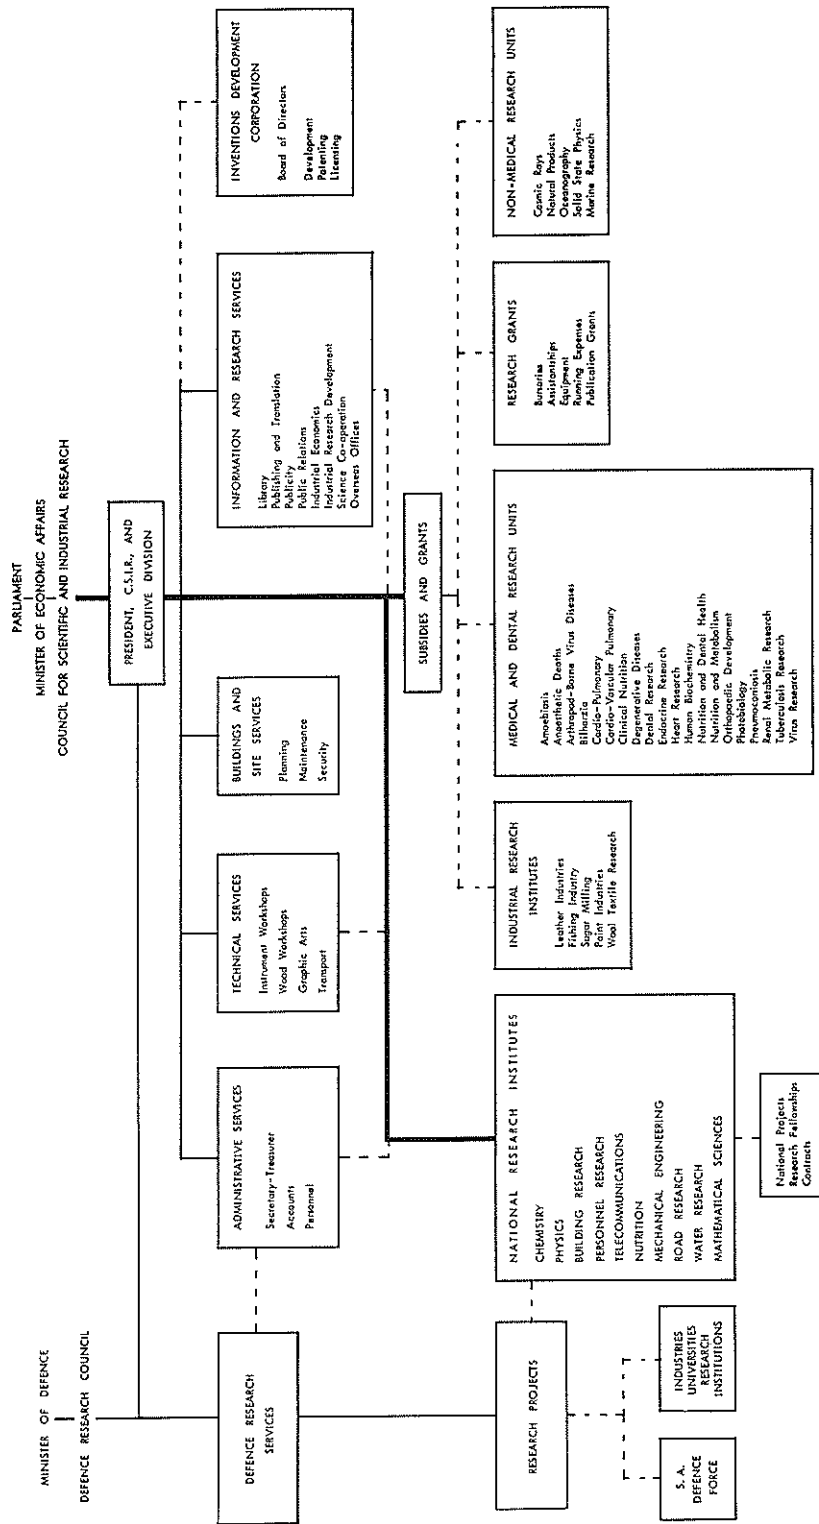 PARLIAMENT
MINISTER OF ECONOMIC AFFAIRS
COUNCIL FOR SCIENTIFIC AND INDUSTRIAL RESEARCH
MINISTER OF DEFENCE
DEFENCE RESEARCH COUNCIL
PRESIDENT, C.S.I.R., AND
EXECUTIVE DIVISION
DEFENCE RESEARCH
SERVICES
ADMINISTRATIVE SERVICES
Secretary-Treasurer
Accounts
Personnel
TECHNICAL SERVICES
Instrument Workshops
Wood Workshops
Graphic Arts
Transport
BUILDINGS AND
SITE SERVICES
Planning
Maintenance
Security
INFORMATION AND RESEARCH SERVICES
Library
Publishing and Translation
Publicity
Public Relations
Industrial Economics
Industrial Research Development
Science Co-operation
Overseas Offices
INVENTIONS DEVELOPMENT
CORPORATION
Board of Directors
Development
Patenting
Licensing
SUBSIDIES AND GRANTS
RESEARCH PROJECTS
S. A.
DEFENCE
FORCE
INDUSTRIES
UNIVERSITIES
RESEARCH
INSTITUTIONS
NATIONAL RESEARCH INSTITUTES
CHEMISTRY
PHYSICS
BUILDING RESEARCH
PERSONNEL RESEARCH
TELECOMMUNICATIONS
NUTRITION
MECHANICAL ENGINEERING
ROAD RESEARCH
WATER RESEARCH
MATHEMATICAL SCIENCES
National Projects
Research Fellowships
Contracts
INDUSTRIAL RESEARCH
INSTITUTES
Leather Industries
Fishing Industry
Sugar Milling
Paint Industries
Wool Textile Research
MEDICAL AND DENTAL RESEARCH UNITS
Amoebiasis
Anaesthetic Deaths
Arthropod-Borne Virus Diseases
Bilharzia
Cardio-Pulmonary
Cardio-Vascular Pulmonary
Clinical Nutrition
Degenerative Diseases
Dental Research
Endocrine Research
Heart Research
Human Biochemistry
Nutrition and Dental Health
Nutrition and Metabolism
Orthopaedic Development
Photobiology
Pneumoconiosis
Renal Metabolic Research
Tuberculosis Research
Virus Research
RESEARCH GRANTS
Bursaries
Assistantships
Equipment
Running Expenses
Publication Grants
NON-MEDICAL RESEARCH UNITS
Cosmic Rays
Natural Products
Oceanography
Solid State Physics
Marine Research